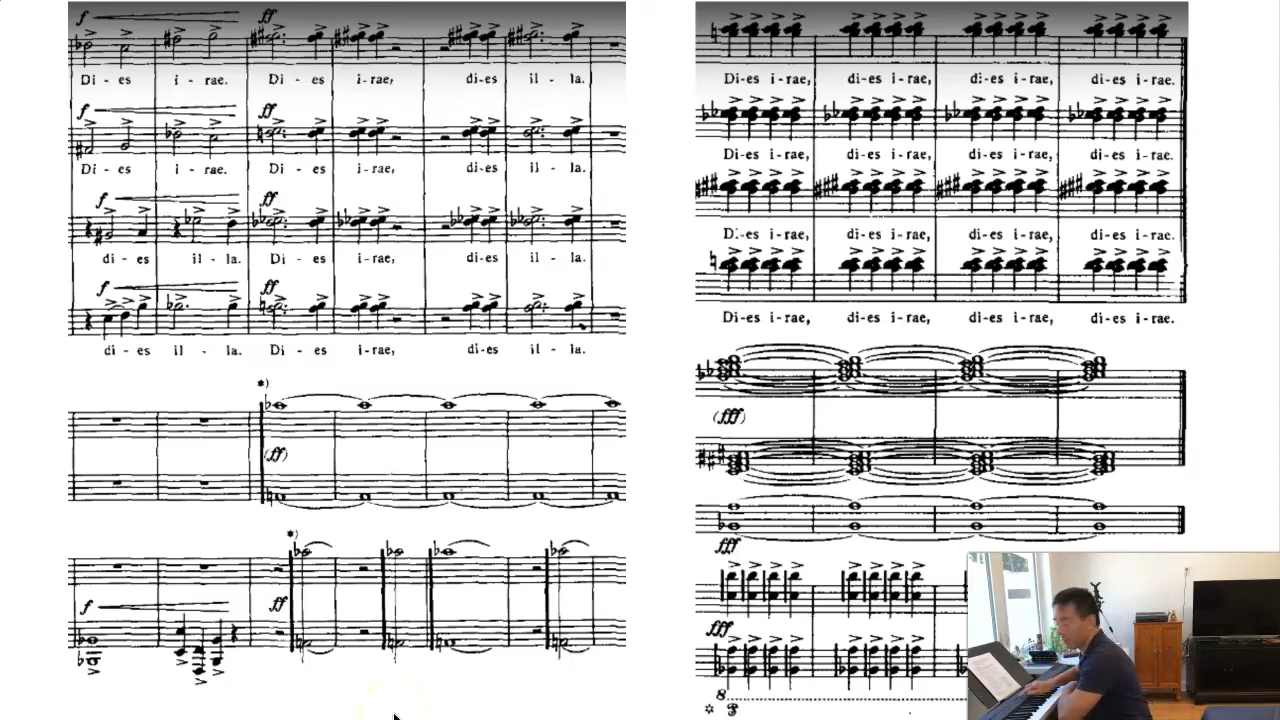 f ff
Di - es i - rae. Di - es i-rae, di-es il - la.
f ff
Di - es i - rae. Di - es i-rae, di-es il - la.
f ff
di - es il - la. Di - es i-rae, di-es il - la.
f ff
di - es il - la. Di - es i-rae, di-es il - la.
*)
(ff)
*)
f ff
Di-es i-rae, di-es i-rae, di-es i-rae, di-es i-rae.
Di-es i-rae, di-es i-rae, di-es i-rae, di-es i-rae.
Di-es i-rae, di-es i-rae, di-es i-rae, di-es i-rae.
Di-es i-rae, di-es i-rae, di-es i-rae, di-es i-rae.
(fff)
fff
fff
8
*